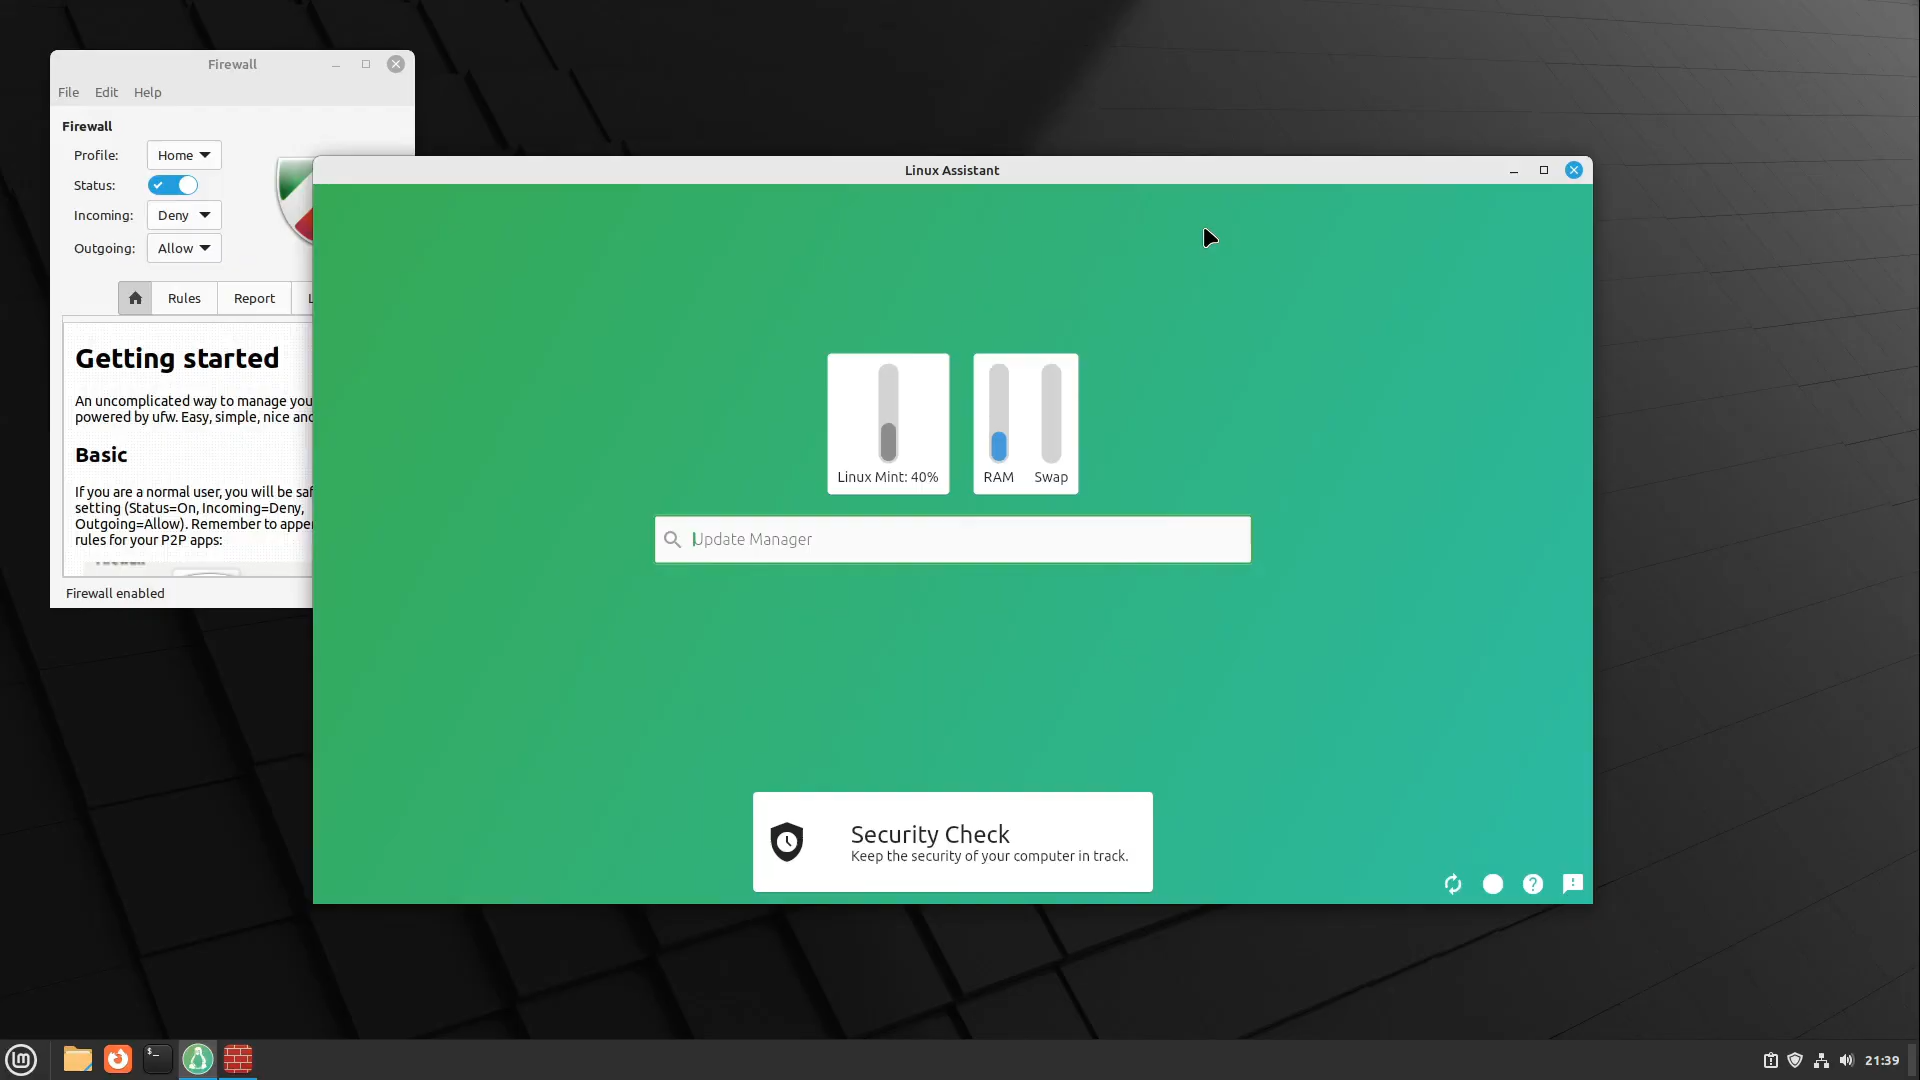 Firewall
File Edit Help
Firewall
Profile: Home
Status:
Incoming: Deny
Outgoing: Allow
Rules Report
Getting started
An uncomplicated way to manage you
powered by ufw. Easy, simple, nice and
Basic
If you are a normal user, you will be saf
setting (Status=On, Incoming=Deny,
Outgoing=Allow). Remember to apper
rules for your P2P apps:
Firewall enabled
Linux Assistant
Linux Mint: 40%
RAM Swap
Update Manager
Security Check
Keep the security of your computer in track.
21:39